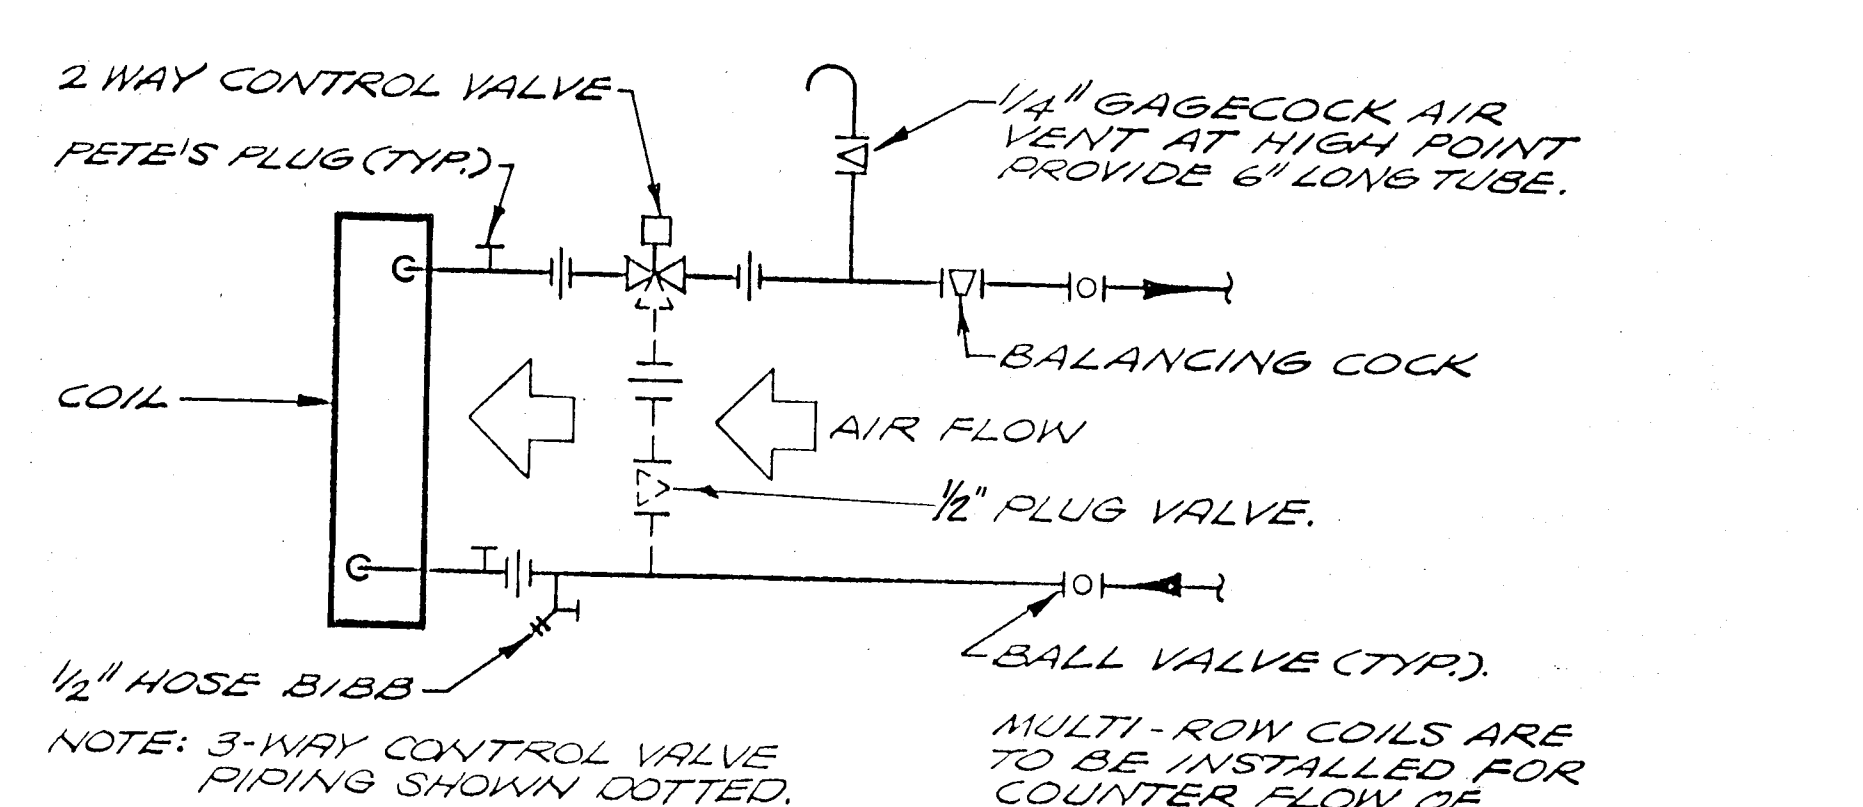 2 WAY CONTROL VALVE
PETE'S PLUG (TYP.)
1/4" GAGECOCK AIR
VENT AT HIGH POINT
PROVIDE 6" LONG TUBE.
BALANCING COCK
COIL
AIR FLOW
1/2" PLUG VALVE.
BALL VALVE (TYP.).
1/2" HOSE BIBB
NOTE: 3-WAY CONTROL VALVE
PIPING SHOWN DOTTED.
MULTI-ROW COILS ARE
TO BE INSTALLED FOR
COUNTER FLOW OF